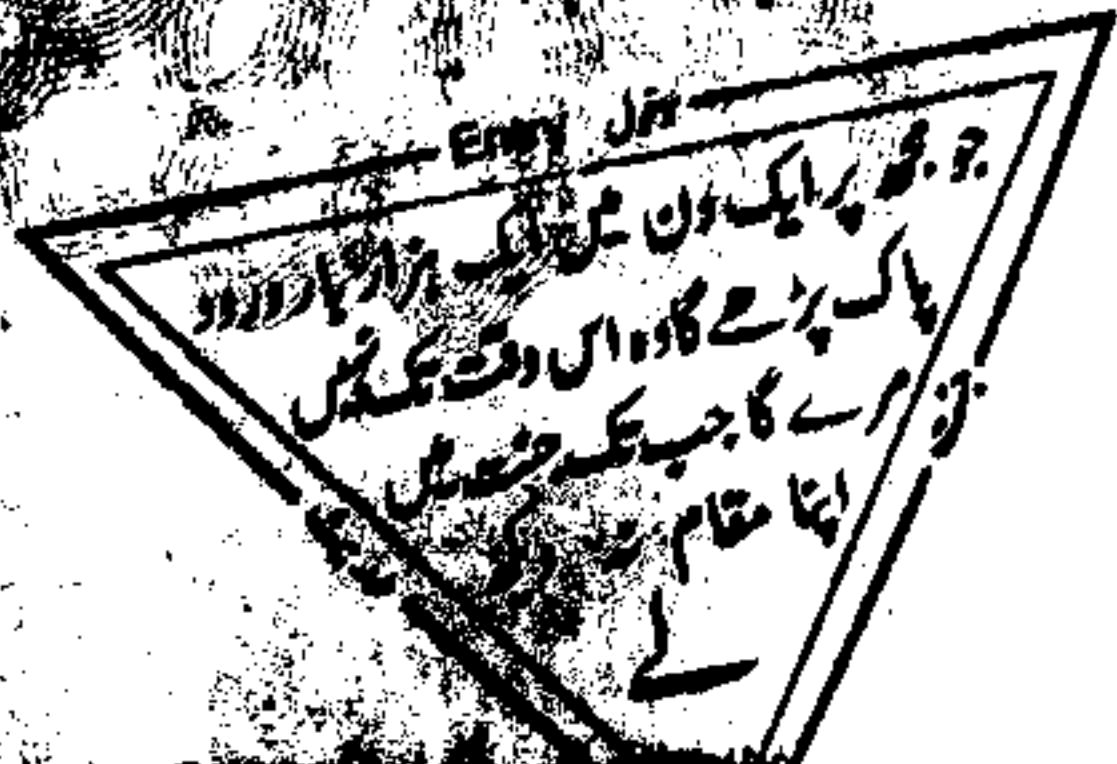 Entry
جو مجھ پر ایک دن میں ایک ہزار بار درود
پاک پڑھے گا وہ اس وقت تک نہیں
مرے گا جب تک جنت میں
اپنا مقام نہ دیکھ
لے